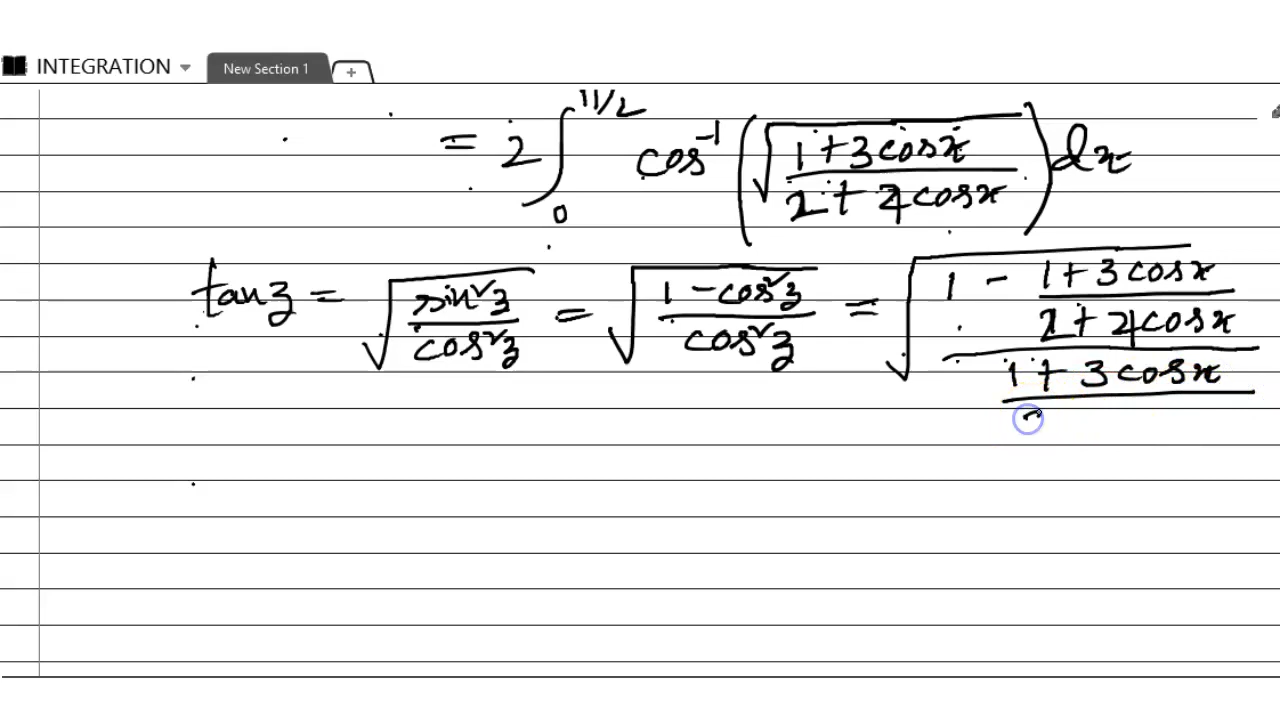 INTEGRATION New Section 1 +
= 2 ∫₀^{π/2} cos⁻¹ (√((1+3cosx)/(2+4cosx))) dx
tan z = √(sin²z/cos²z) = √((1-cos²z)/cos²z) = √((1 - (1+3cosx)/(2+4cosx))/((1+3cosx)/